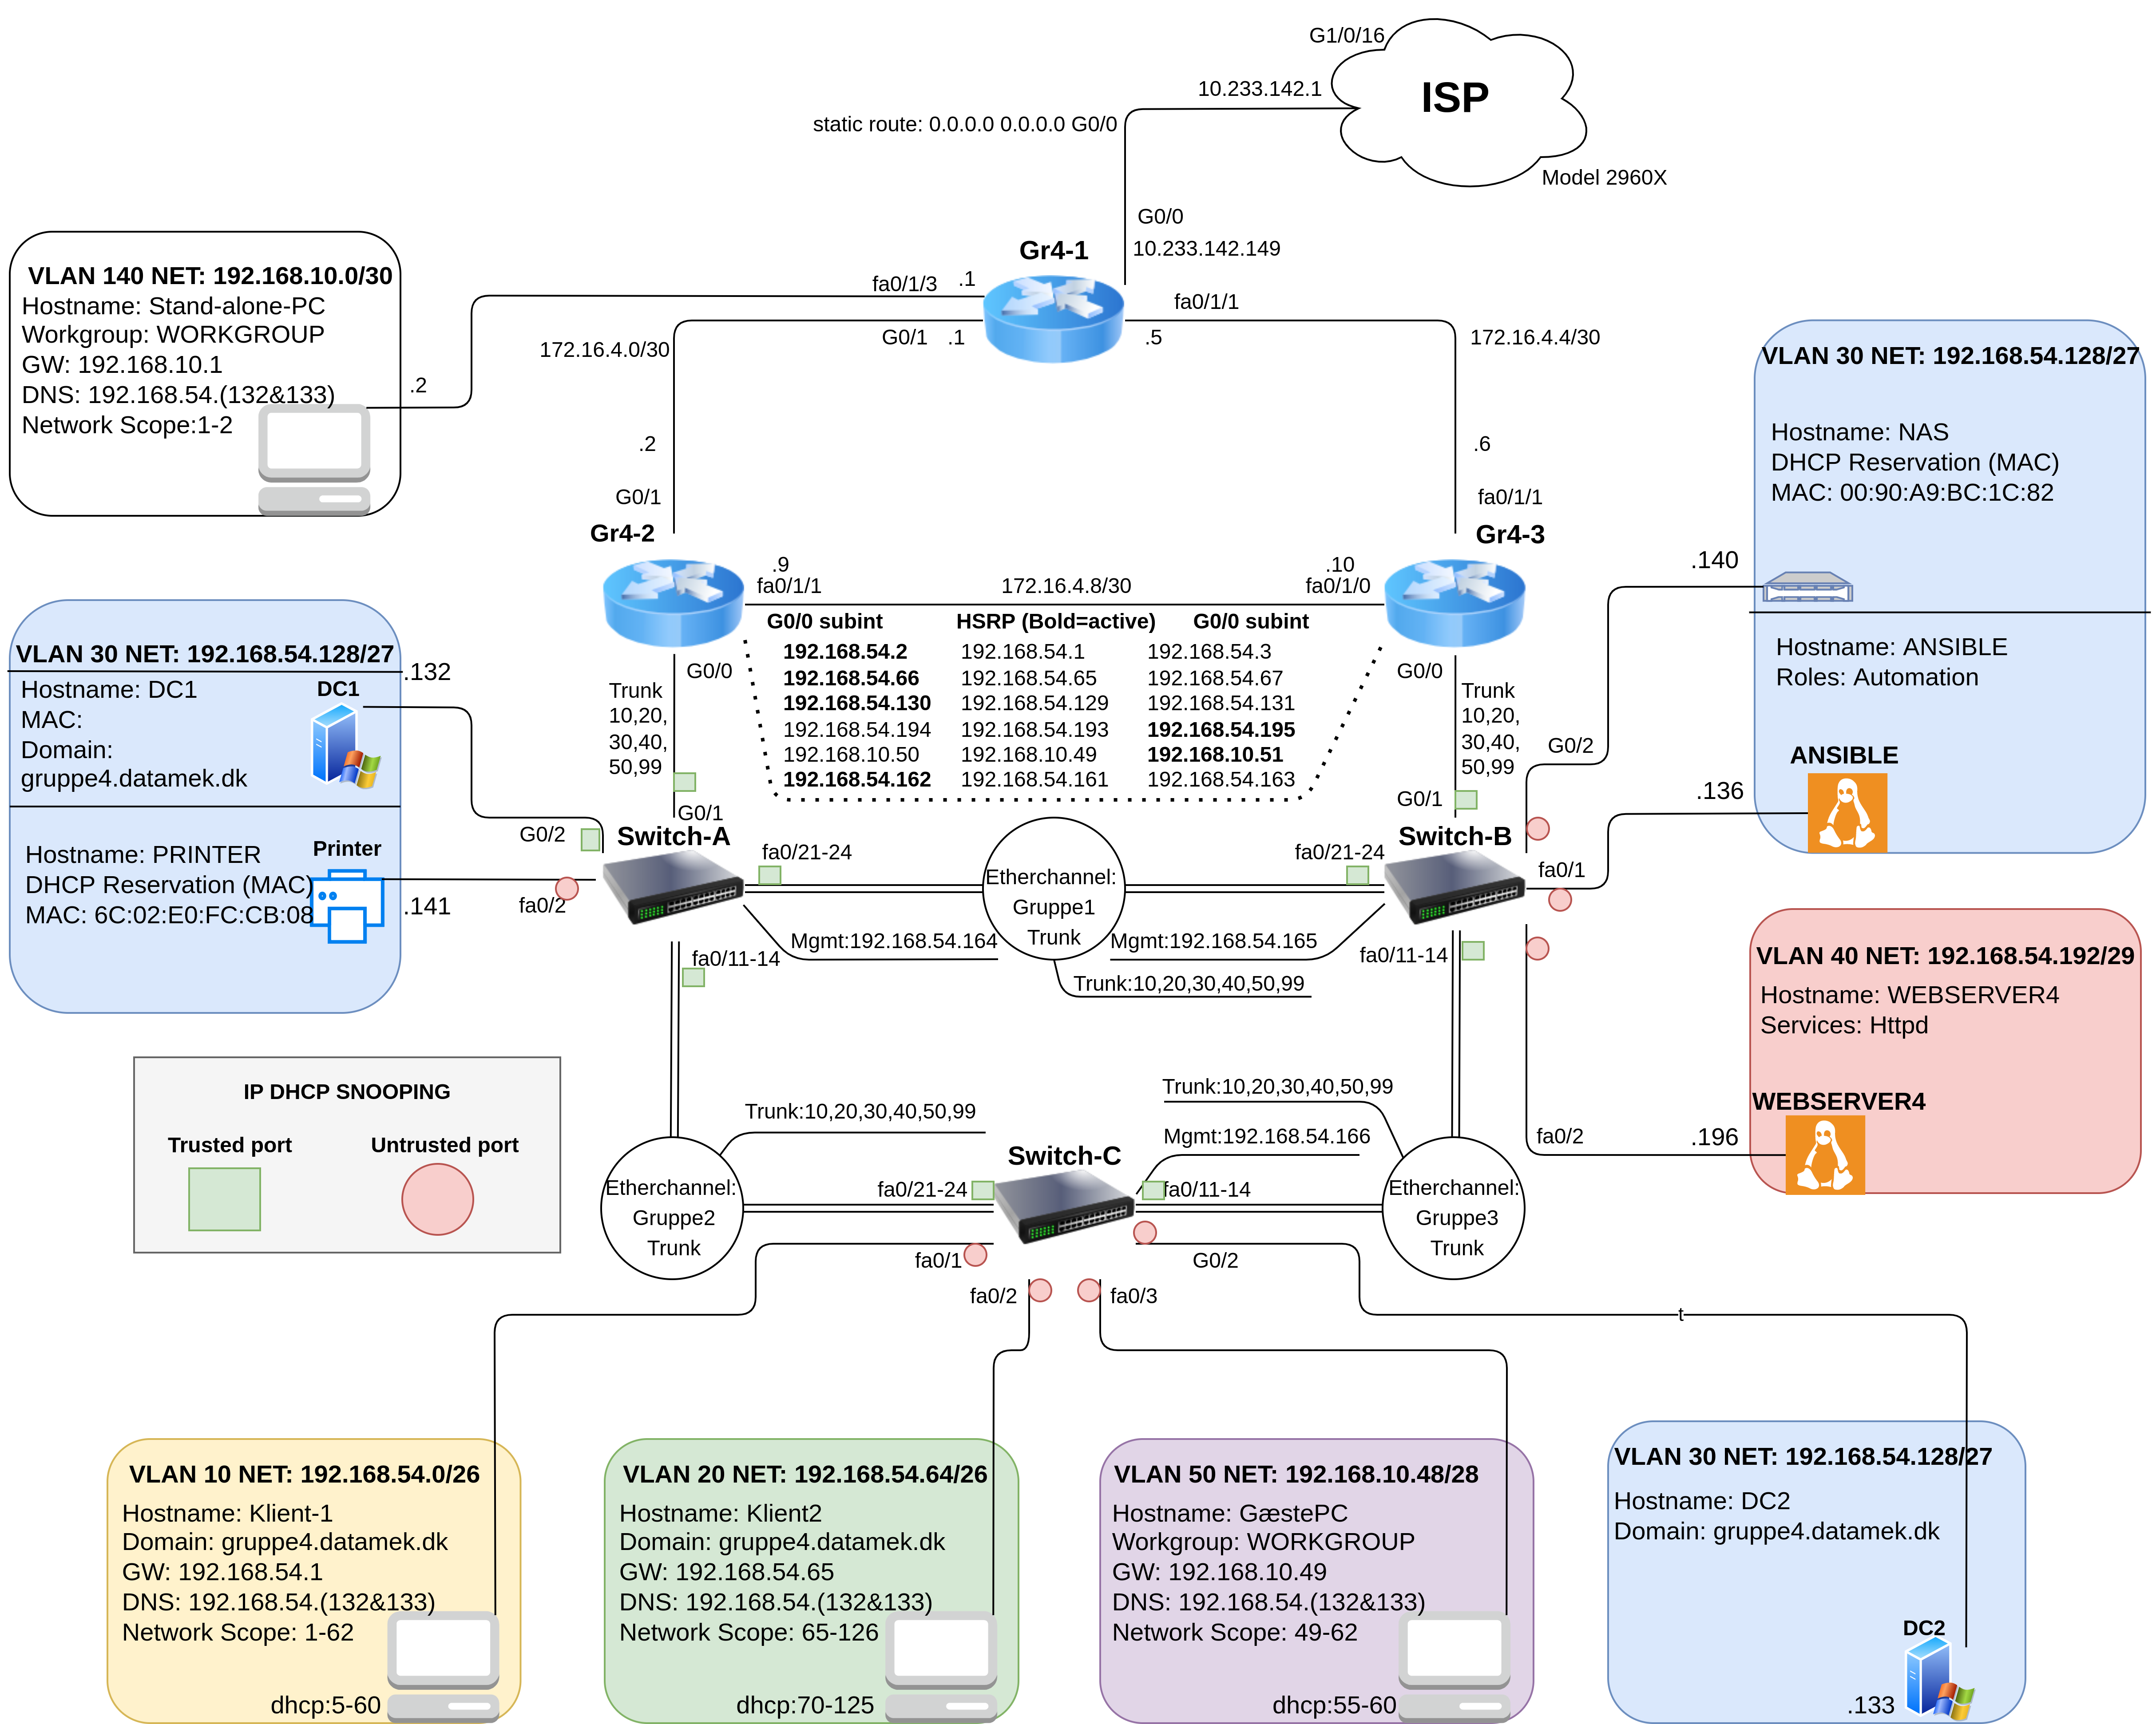 G1/0/16
ISP
10.233.142.1
static route: 0.0.0.0 0.0.0.0 G0/0
Model 2960X
G0/0
10.233.142.149
Gr4-1
fa0/1/3
.1
fa0/1/1
G0/1
.1
.5
172.16.4.0/30
172.16.4.4/30
VLAN 140 NET: 192.168.10.0/30
Hostname: Stand-alone-PC
Workgroup: WORKGROUP
GW: 192.168.10.1
DNS: 192.168.54.(132&133)
Network Scope:1-2
.2
.2
G0/1
Gr4-2
.6
fa0/1/1
Gr4-3
VLAN 30 NET: 192.168.54.128/27
Hostname: NAS
DHCP Reservation (MAC)
MAC: 00:90:A9:BC:1C:82
.140
Hostname: ANSIBLE
Roles: Automation
ANSIBLE
.136
.9
fa0/1/1
172.16.4.8/30
.10
fa0/1/0
G0/0 subint
HSRP (Bold=active)
G0/0 subint
192.168.54.2 192.168.54.1 192.168.54.3
192.168.54.66 192.168.54.65 192.168.54.67
192.168.54.130 192.168.54.129 192.168.54.131
192.168.54.194 192.168.54.193 192.168.54.195
192.168.10.50 192.168.10.49 192.168.10.51
192.168.54.162 192.168.54.161 192.168.54.163
G0/0
Trunk
10,20,
30,40,
50,99
G0/1
G0/0
Trunk
10,20,
30,40,
50,99
G0/1
G0/2
VLAN 30 NET: 192.168.54.128/27
.132
Hostname: DC1
MAC:
Domain:
gruppe4.datamek.dk
DC1
Hostname: PRINTER
DHCP Reservation (MAC)
MAC: 6C:02:E0:FC:CB:08
Printer
.141
G0/2
fa0/2
Switch-A
fa0/21-24
Etherchannel:
Gruppe1
Trunk
fa0/21-24
Switch-B
fa0/1
Mgmt:192.168.54.164
Mgmt:192.168.54.165
Trunk:10,20,30,40,50,99
fa0/11-14
fa0/11-14
VLAN 40 NET: 192.168.54.192/29
Hostname: WEBSERVER4
Services: Httpd
WEBSERVER4
.196
fa0/2
IP DHCP SNOOPING
Trusted port
Untrusted port
Trunk:10,20,30,40,50,99
Trunk:10,20,30,40,50,99
Mgmt:192.168.54.166
Switch-C
Etherchannel:
Gruppe2
Trunk
fa0/21-24
fa0/11-14
Etherchannel:
Gruppe3
Trunk
fa0/1
G0/2
fa0/2
fa0/3
t
VLAN 10 NET: 192.168.54.0/26
Hostname: Klient-1
Domain: gruppe4.datamek.dk
GW: 192.168.54.1
DNS: 192.168.54.(132&133)
Network Scope: 1-62
dhcp:5-60
VLAN 20 NET: 192.168.54.64/26
Hostname: Klient2
Domain: gruppe4.datamek.dk
GW: 192.168.54.65
DNS: 192.168.54.(132&133)
Network Scope: 65-126
dhcp:70-125
VLAN 50 NET: 192.168.10.48/28
Hostname: GæstePC
Workgroup: WORKGROUP
GW: 192.168.10.49
DNS: 192.168.54.(132&133)
Network Scope: 49-62
dhcp:55-60
VLAN 30 NET: 192.168.54.128/27
Hostname: DC2
Domain: gruppe4.datamek.dk
DC2
.133